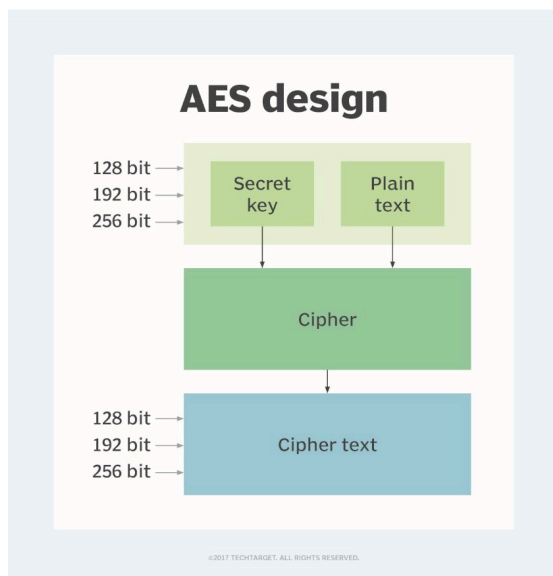 AES design
128 bit
192 bit
256 bit
Secret
key
Plain
text
Cipher
128 bit
192 bit
256 bit
Cipher text
©2017 TECHTARGET. ALL RIGHTS RESERVED.